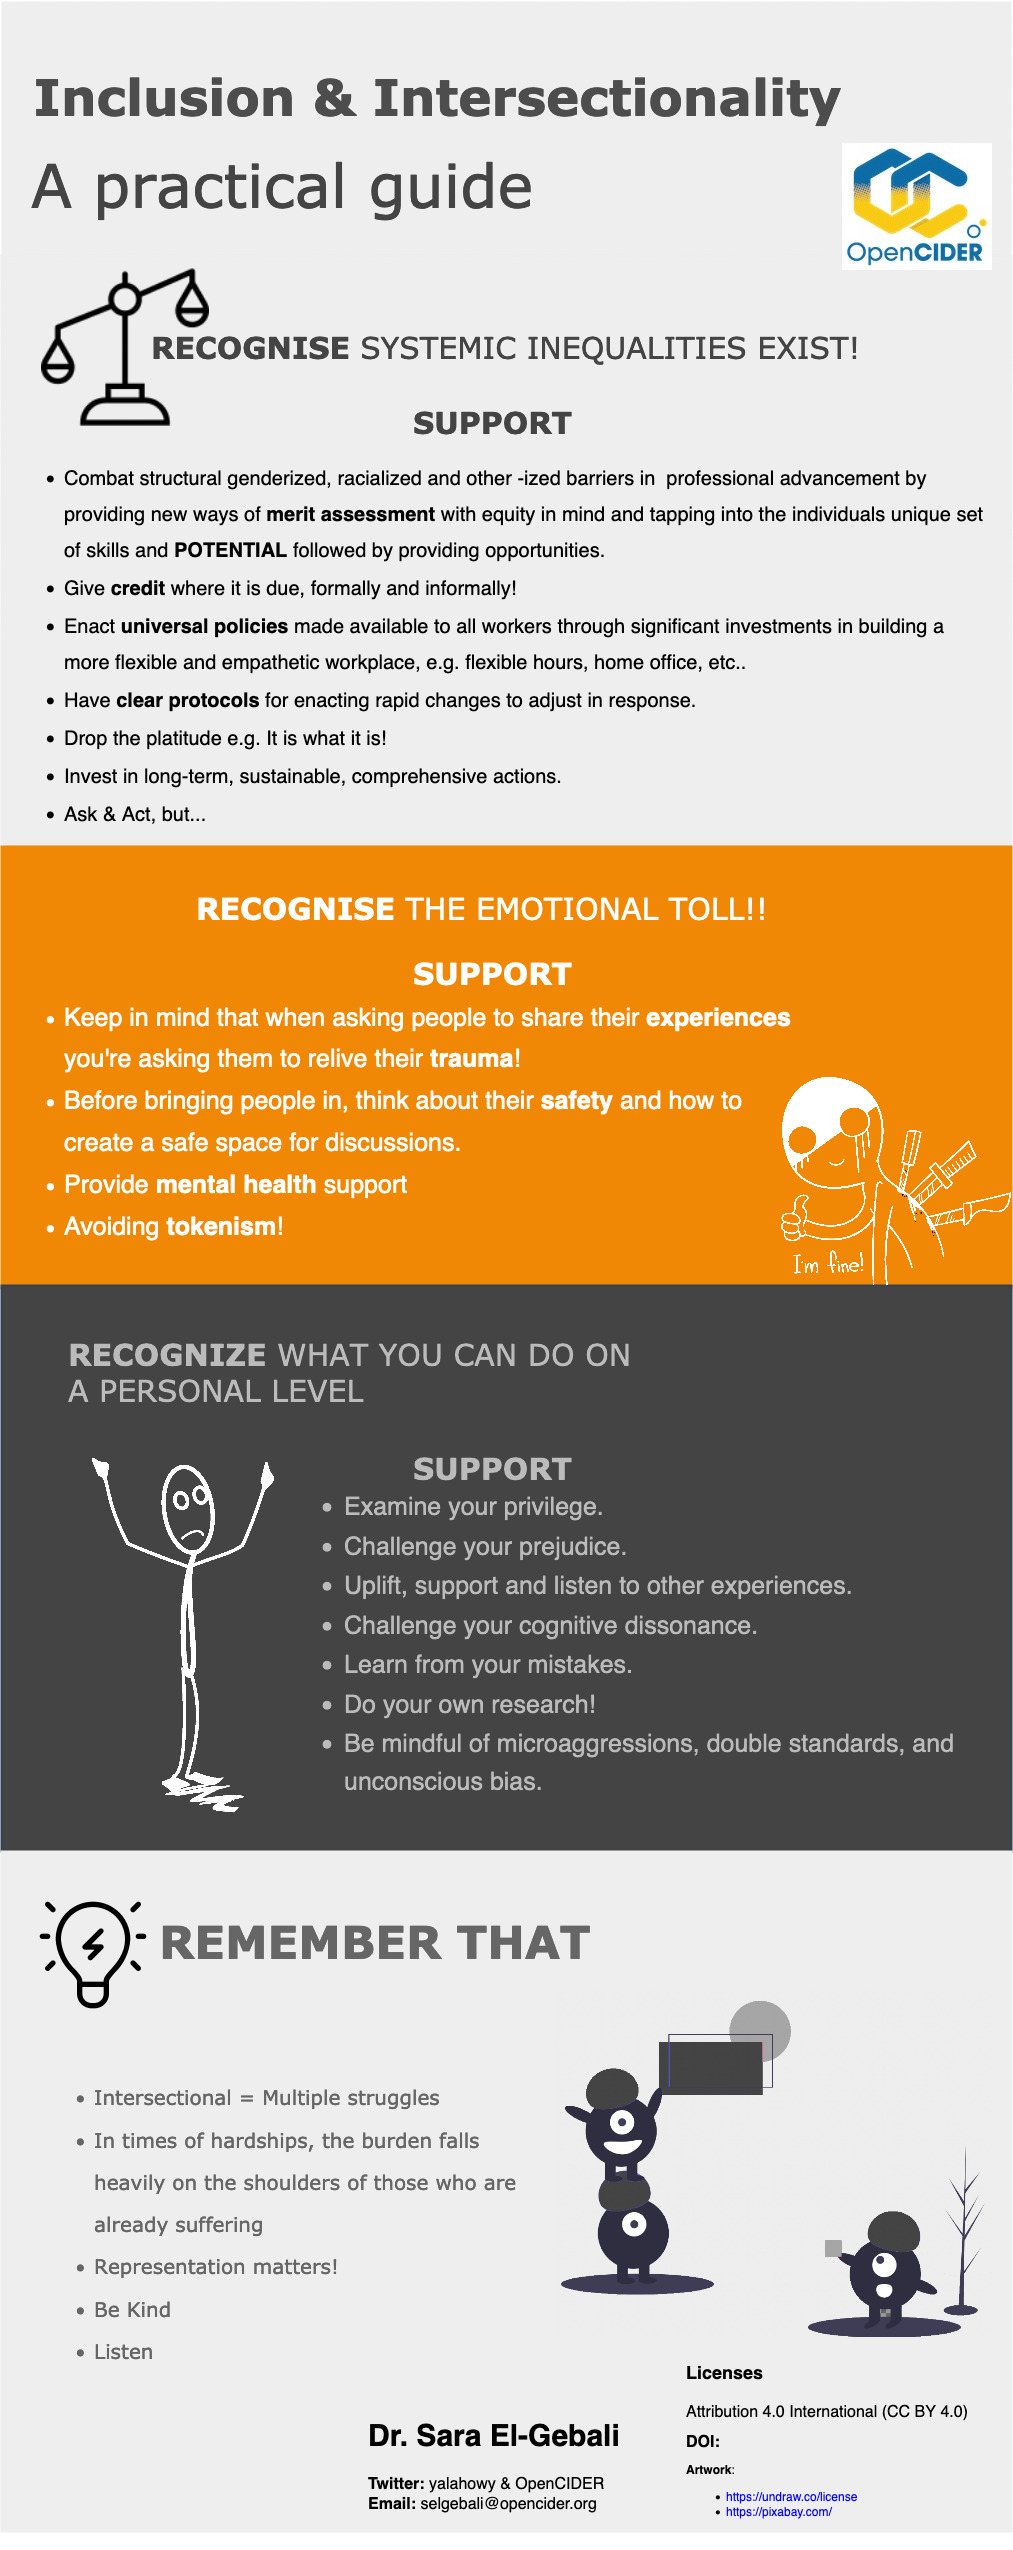 Inclusion & Intersectionality
A practical guide
OpenCIDER
RECOGNISE SYSTEMIC INEQUALITIES EXIST!
SUPPORT
• Combat structural genderized, racialized and other -ized barriers in professional advancement by
providing new ways of merit assessment with equity in mind and tapping into the individuals unique set
of skills and POTENTIAL followed by providing opportunities.
• Give credit where it is due, formally and informally!
• Enact universal policies made available to all workers through significant investments in building a
more flexible and empathetic workplace, e.g. flexible hours, home office, etc..
• Have clear protocols for enacting rapid changes to adjust in response.
• Drop the platitude e.g. It is what it is!
• Invest in long-term, sustainable, comprehensive actions.
• Ask & Act, but...
RECOGNISE THE EMOTIONAL TOLL!!
SUPPORT
• Keep in mind that when asking people to share their experiences
you're asking them to relive their trauma!
• Before bringing people in, think about their safety and how to
create a safe space for discussions.
• Provide mental health support
• Avoiding tokenism!
I'm fine!
RECOGNIZE WHAT YOU CAN DO ON
A PERSONAL LEVEL
SUPPORT
• Examine your privilege.
• Challenge your prejudice.
• Uplift, support and listen to other experiences.
• Challenge your cognitive dissonance.
• Learn from your mistakes.
• Do your own research!
• Be mindful of microaggressions, double standards, and
unconscious bias.
REMEMBER THAT
• Intersectional = Multiple struggles
• In times of hardships, the burden falls
heavily on the shoulders of those who are
already suffering
• Representation matters!
• Be Kind
• Listen
Dr. Sara El-Gebali
Twitter: yalahowy & OpenCIDER
Email: selgebali@opencider.org
Licenses
Attribution 4.0 International (CC BY 4.0)
DOI:
Artwork:
• https://undraw.co/license
• https://pixabay.com/